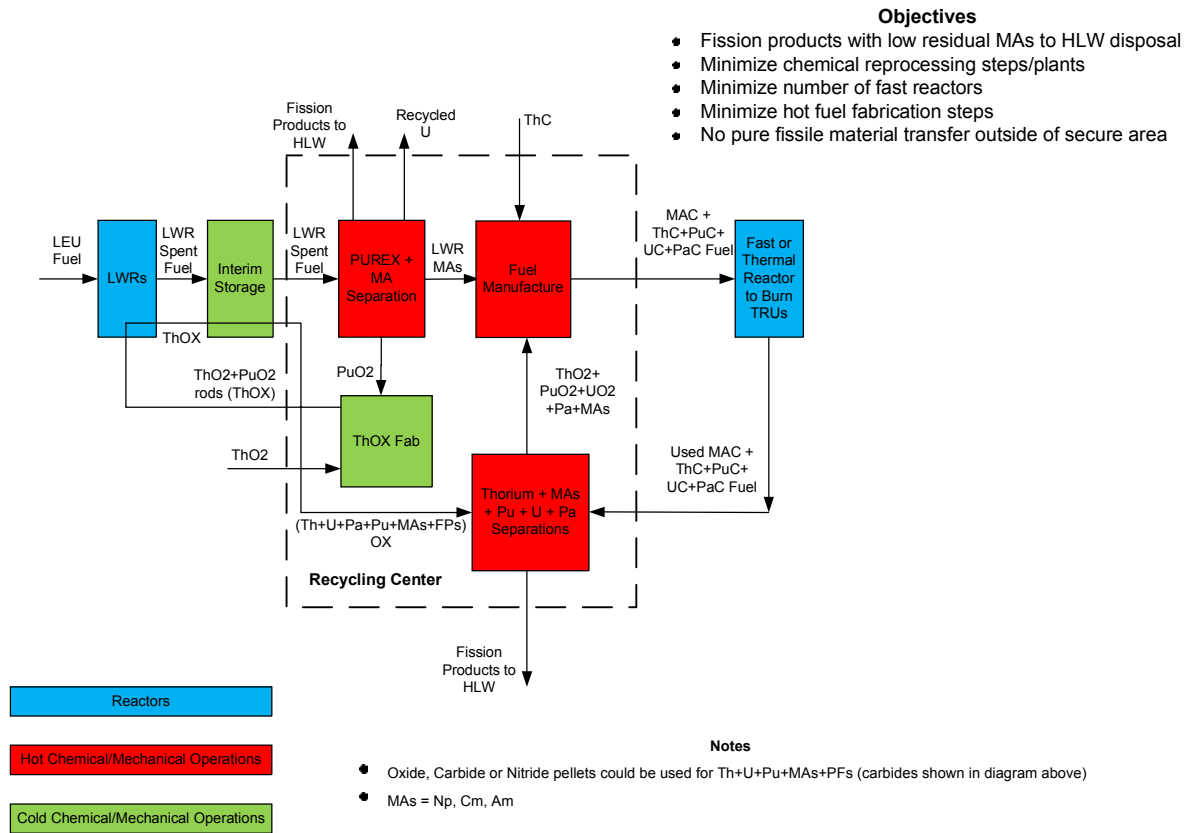 Objectives
Fission products with low residual MAs to HLW disposal
Minimize chemical reprocessing steps/plants
Minimize number of fast reactors
Minimize hot fuel fabrication steps
No pure fissile material transfer outside of secure area
Fission
Products to
HLW
Recycled
U
ThC
LEU
Fuel
LWRs
LWR
Spent
Fuel
Interim
Storage
LWR
Spent
Fuel
PUREX +
MA
Separation
LWR
MAs
Fuel
Manufacture
MAC +
ThC+PuC+
UC+PaC Fuel
Fast or
Thermal
Reactor
to Burn
TRUs
ThOX
ThO2+PuO2
rods (ThOX)
PuO2
ThOX Fab
ThO2
ThO2+
PuO2+UO2
+Pa+MAs
Used MAC +
ThC+PuC+
UC+PaC Fuel
Thorium + MAs
+ Pu + U + Pa
Separations
(Th+U+Pa+Pu+MAs+FPs)
OX
Recycling Center
Fission
Products to
HLW
Reactors
Hot Chemical/Mechanical Operations
Cold Chemical/Mechanical Operations
Notes
Oxide, Carbide or Nitride pellets could be used for Th+U+Pu+MAs+PFs (carbides shown in diagram above)
MAs = Np, Cm, Am